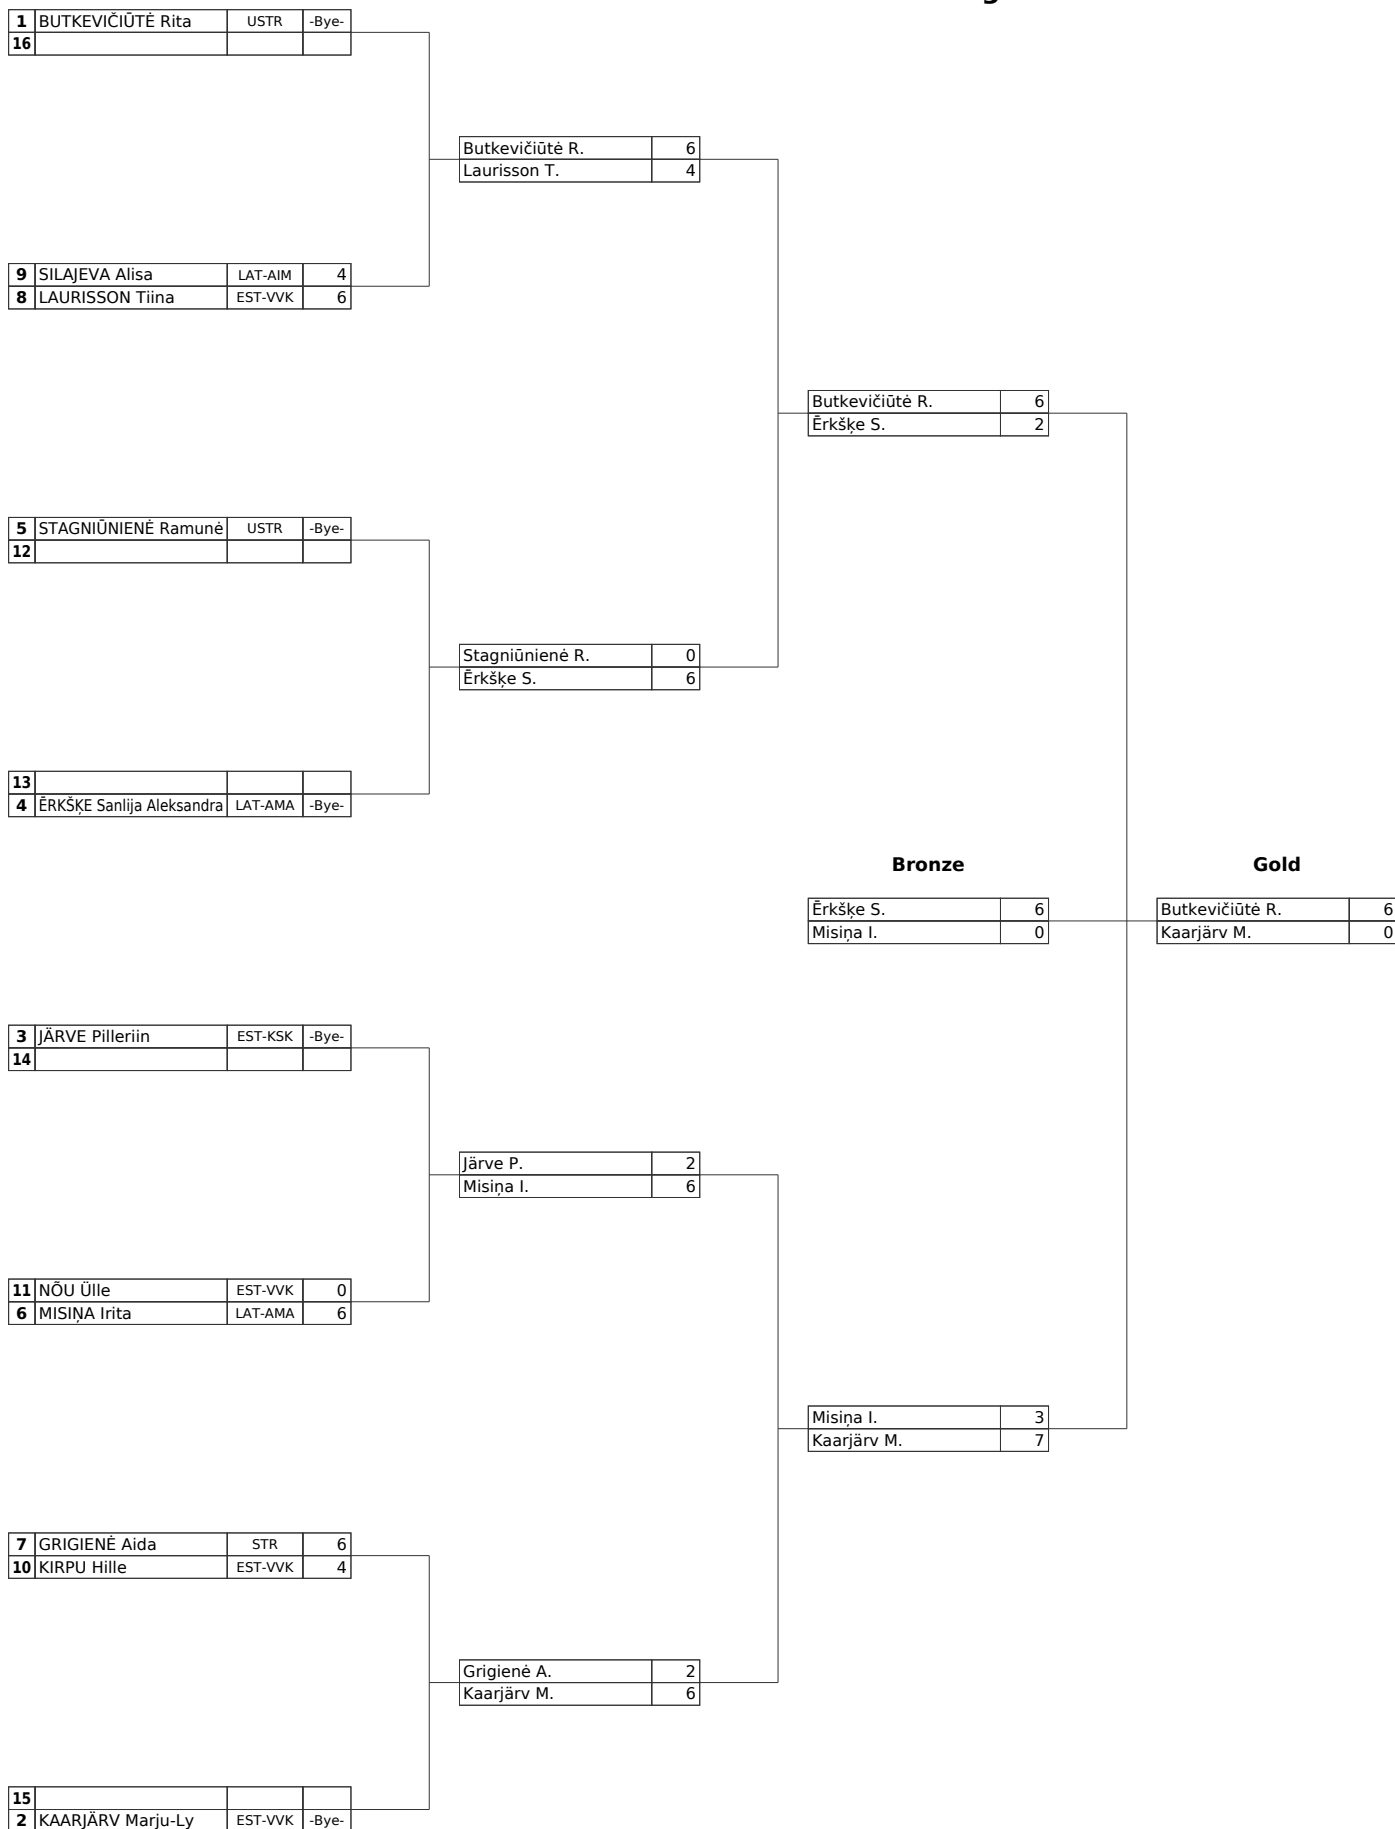 1 BUTKEVIČIŪTĖ Rita USTR -Bye-
16
Butkevičiūtė R. 6
Laurisson T. 4
9 SILAJEVA Alisa LAT-AIM 4
8 LAURISSON Tiina EST-VVK 6
Butkevičiūtė R. 6
Ērkšķe S. 2
5 STAGNIŪNIENĖ Ramunė USTR -Bye-
12
Stagniūnienė R. 0
Ērkšķe S. 6
13
4 ĒRKŠĶE Sanlija Aleksandra LAT-AMA -Bye-
Bronze Gold
Ērkšķe S. 6 Butkevičiūtė R. 6
Misiņa I. 0 Kaarjärv M. 0
3 JÄRVE Pilleriin EST-KSK -Bye-
14
Järve P. 2
Misiņa I. 6
11 NÕU Ülle EST-VVK 0
6 MISIŅA Irita LAT-AMA 6
Misiņa I. 3
Kaarjärv M. 7
7 GRIGIENĖ Aida STR 6
10 KIRPU Hille EST-VVK 4
Grigienė A. 2
Kaarjärv M. 6
15
2 KAARJÄRV Marju-Ly EST-VVK -Bye-